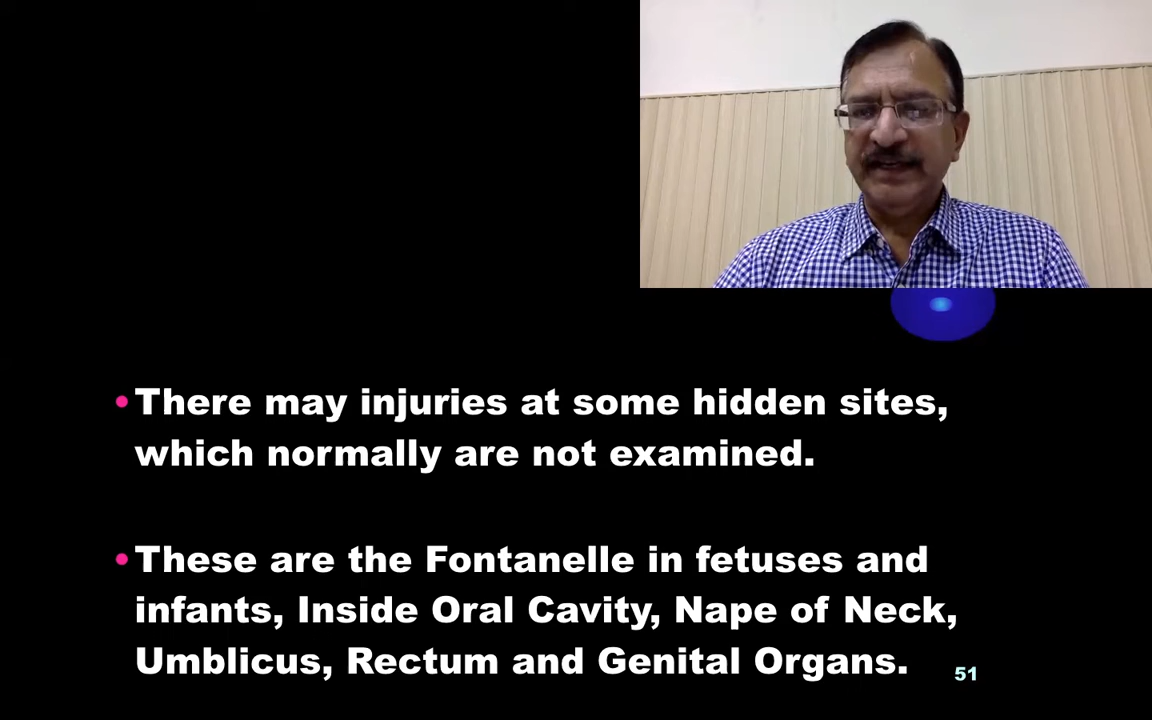 •There may injuries at some hidden sites,
which normally are not examined.
•These are the Fontanelle in fetuses and
infants, Inside Oral Cavity, Nape of Neck,
Umblicus, Rectum and Genital Organs.
51